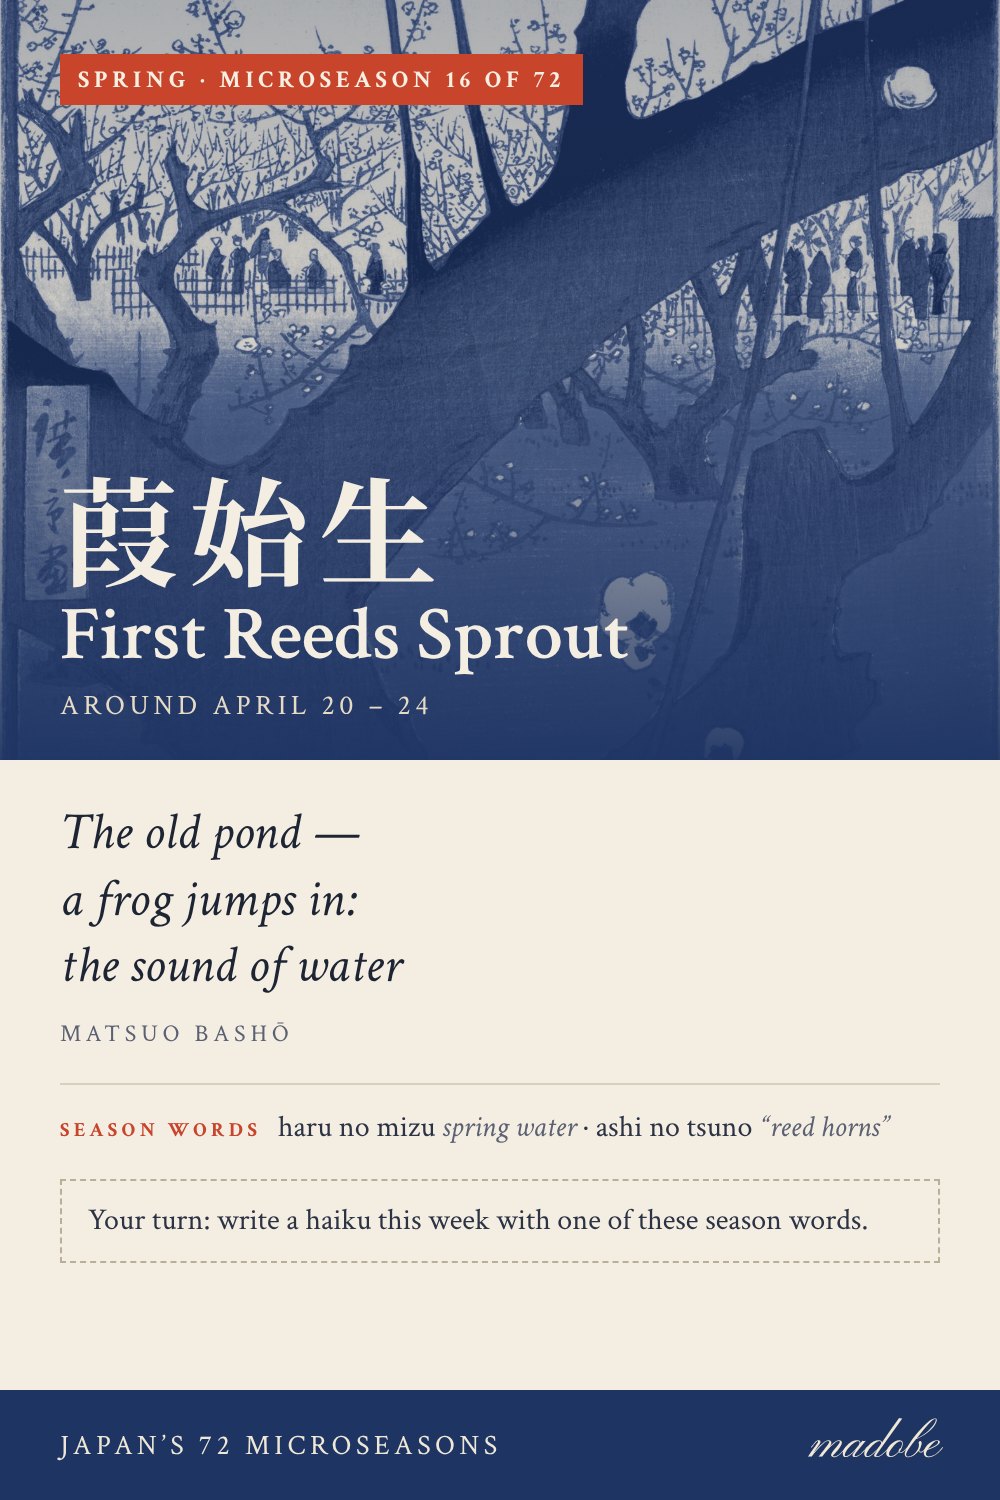 SPRING · MICROSEASON 16 OF 72
葭始生
First Reeds Sprout
AROUND APRIL 20 – 24
The old pond —
a frog jumps in:
the sound of water
MATSUO BASHŌ
SEASON WORDS haru no mizu spring water · ashi no tsuno “reed horns”
Your turn: write a haiku this week with one of these season words.
JAPAN’S 72 MICROSEASONS
madobe